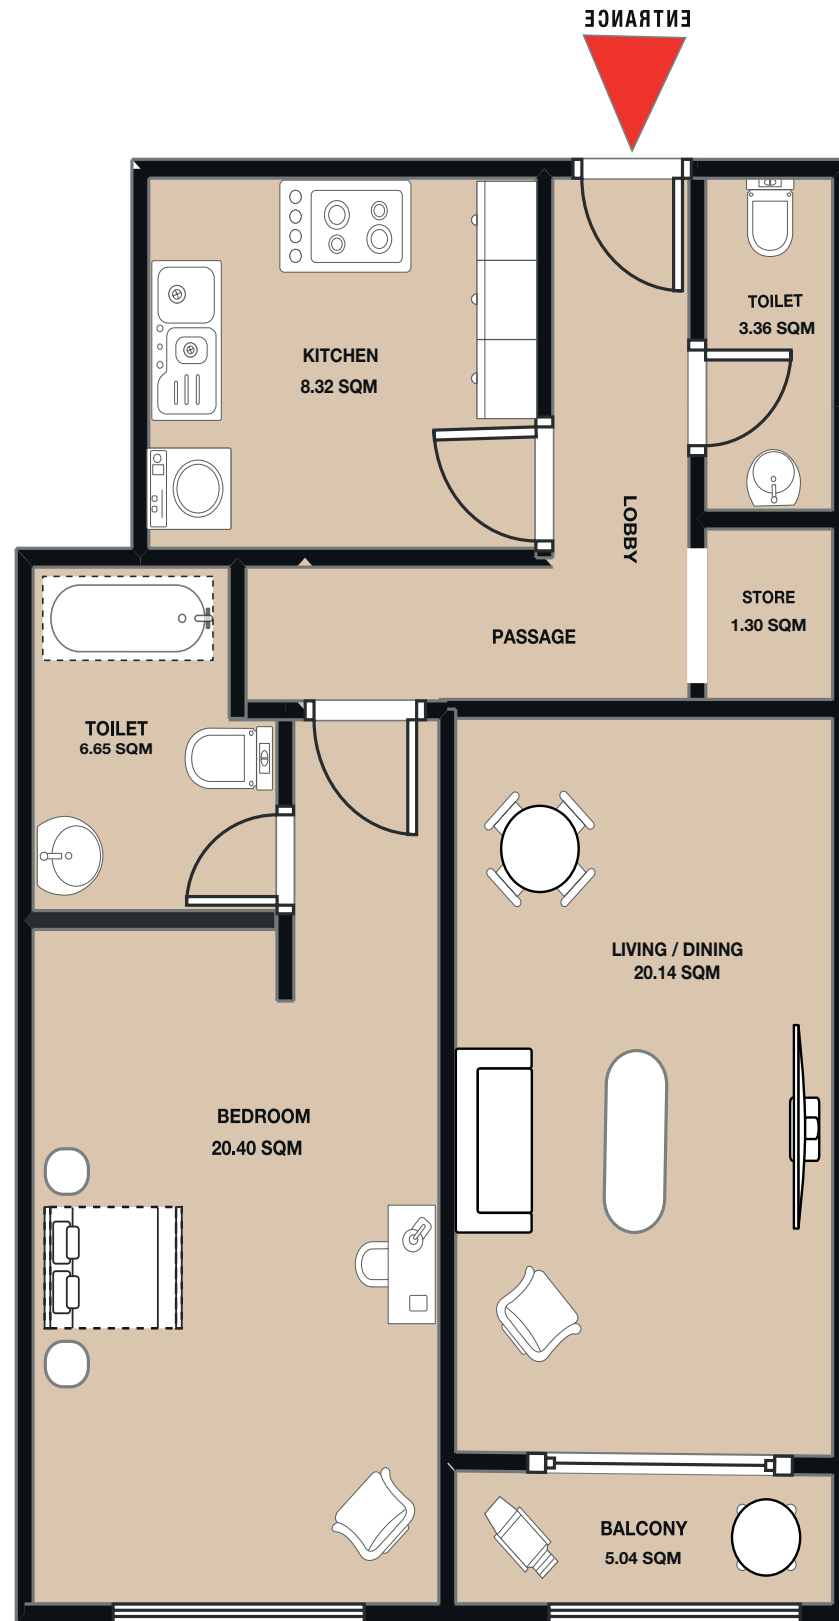 ENTRANCE
TOILET
3.36 SQM
KITCHEN
8.32 SQM
LOBBY
STORE
1.30 SQM
PASSAGE
TOILET
6.65 SQM
LIVING / DINING
20.14 SQM
BEDROOM
20.40 SQM
BALCONY
5.04 SQM